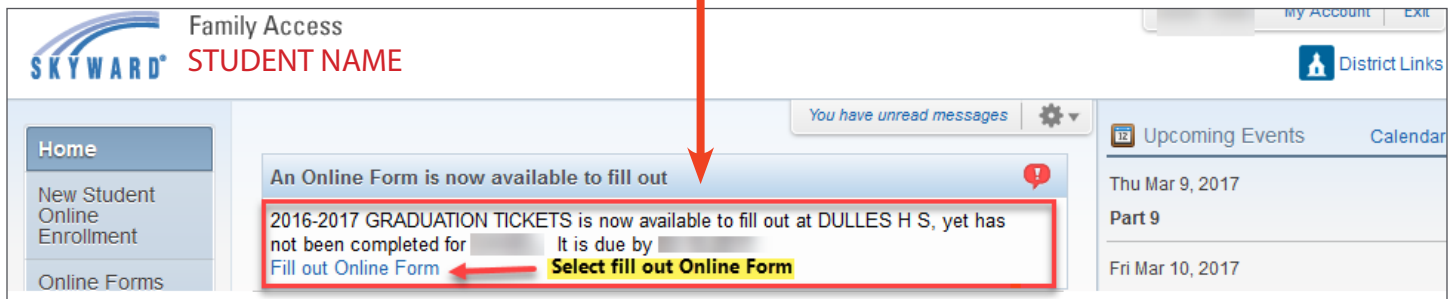 My Account Exit
Family Access
SKYWARD®
STUDENT NAME
District Links
You have unread messages
Home
Upcoming Events Calendar
An Online Form is now available to fill out
New Student
Online
Enrollment
Thu Mar 9, 2017
2016-2017 GRADUATION TICKETS is now available to fill out at DULLES H S, yet has
Part 9
not been completed for It is due by
Fill out Online Form Select fill out Online Form
Fri Mar 10, 2017
Online Forms